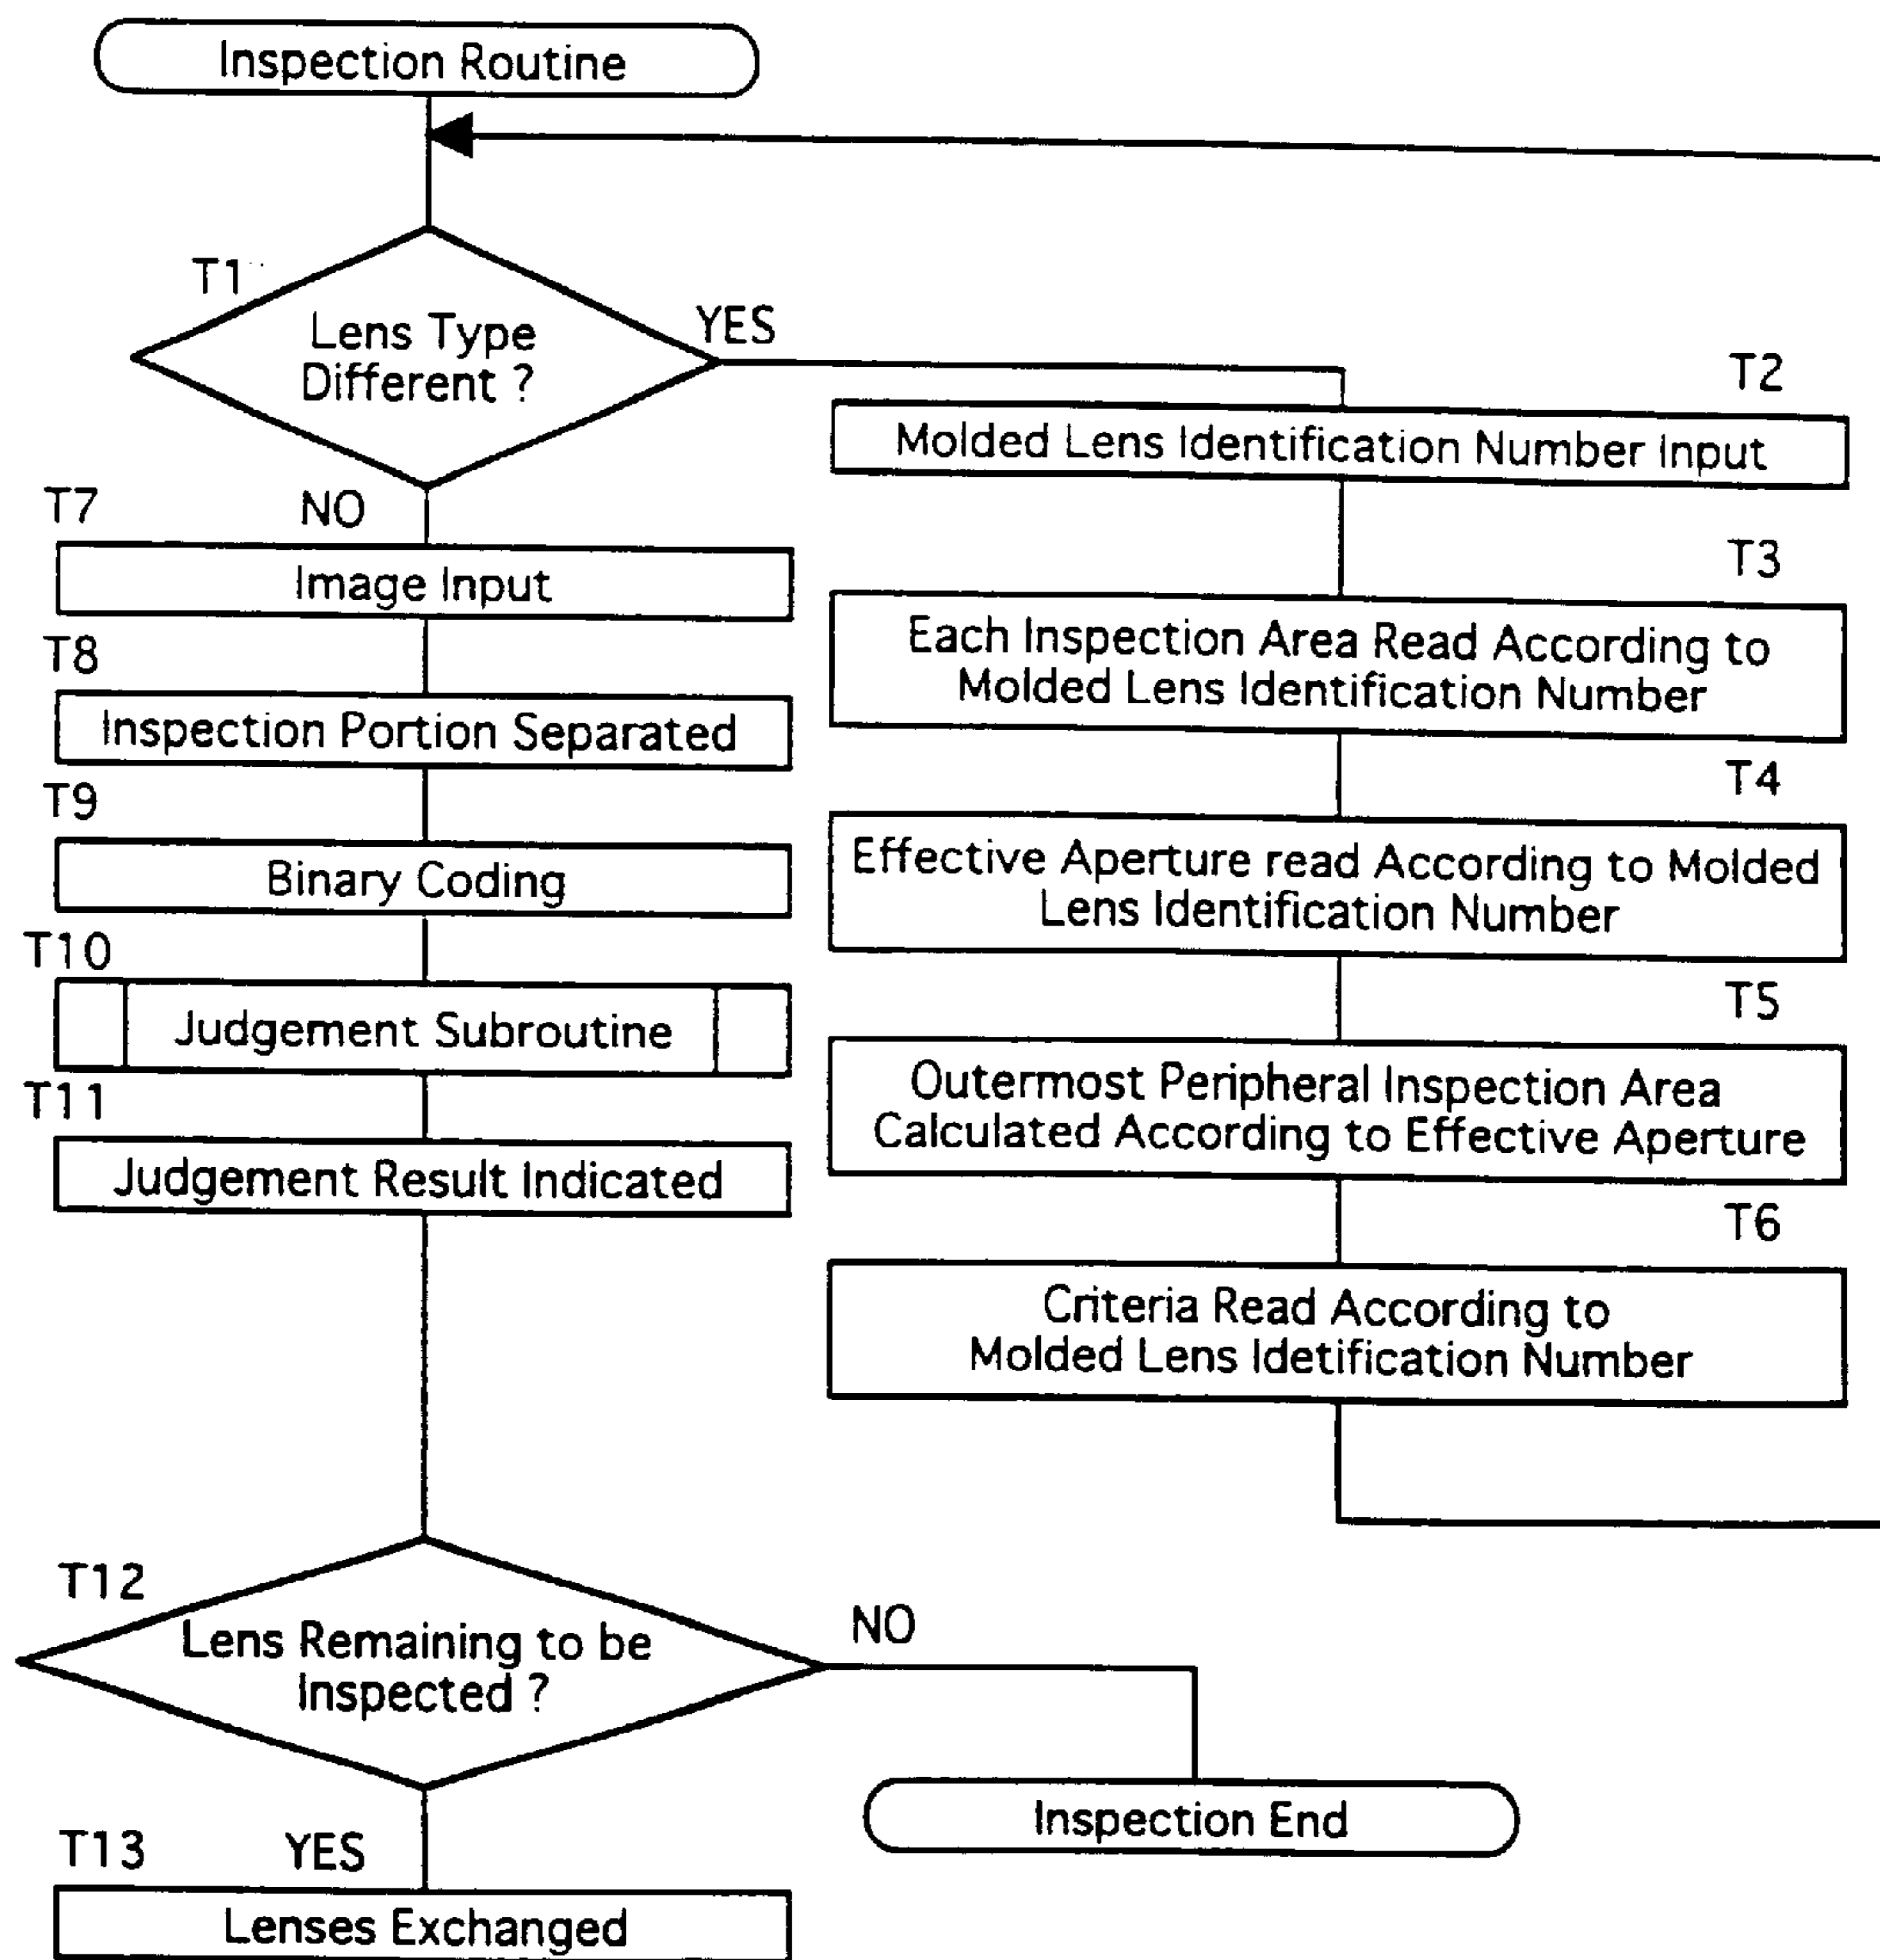 Inspection Routine
T1
Lens Type
Different ?
YES
NO
T2
Molded Lens Identification Number Input
T3
Each Inspection Area Read According to
Molded Lens Identification Number
T4
Effective Aperture read According to Molded
Lens Identification Number
T5
Outermost Peripheral Inspection Area
Calculated According to Effective Aperture
T6
Criteria Read According to
Molded Lens Idetification Number
T7
Image Input
T8
Inspection Portion Separated
T9
Binary Coding
T10
Judgement Subroutine
T11
Judgement Result Indicated
T12
Lens Remaining to be
Inspected ?
NO
Inspection End
YES
T13
Lenses Exchanged